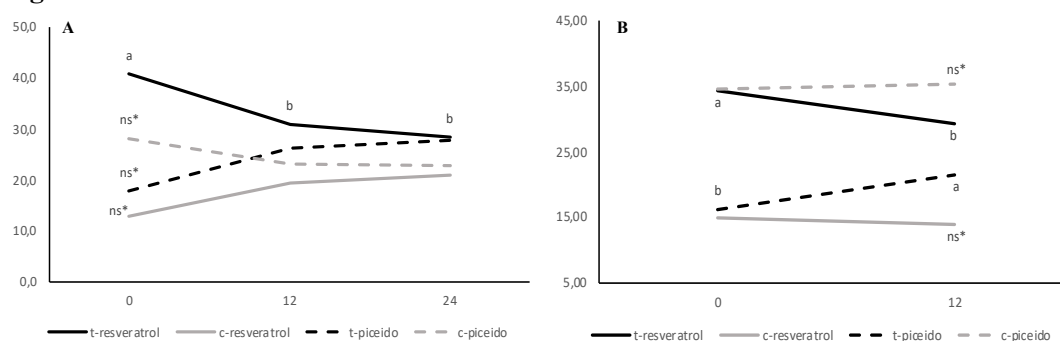 A
50,0
40,0
30,0
20,0
10,0
0,0
a
b
b
ns*
ns*
ns*
0 12 24
t-resveratrol c-resveratrol t-piceido c-piceido
B
45,00
35,00
25,00
15,00
5,00
ns*
a
b
b
a
ns*
0 12
t-resveratrol c-resveratrol t-piceido c-piceido